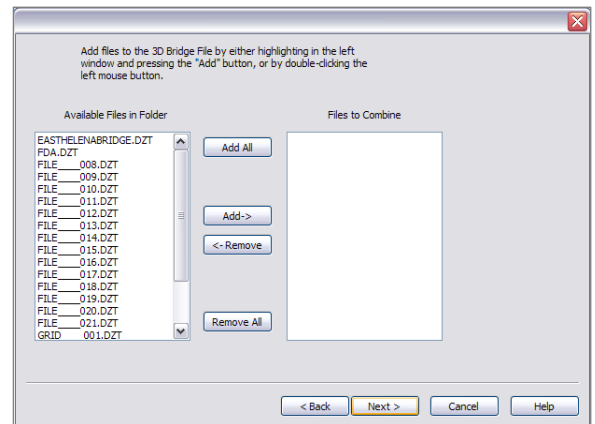 Add files to the 3D Bridge File by either highlighting in the left
window and pressing the "Add" button, or by double-clicking the
left mouse button.
Available Files in Folder
Files to Combine
EASTHELENABRIDGE.DZT
FDA.DZT
FILE____008.DZT
FILE____009.DZT
FILE____010.DZT
FILE____011.DZT
FILE____012.DZT
FILE____013.DZT
FILE____014.DZT
FILE____015.DZT
FILE____016.DZT
FILE____017.DZT
FILE____018.DZT
FILE____019.DZT
FILE____020.DZT
FILE____021.DZT
GRID____001.DZT
Add All
Add->
<- Remove
Remove All
< Back
Next >
Cancel
Help